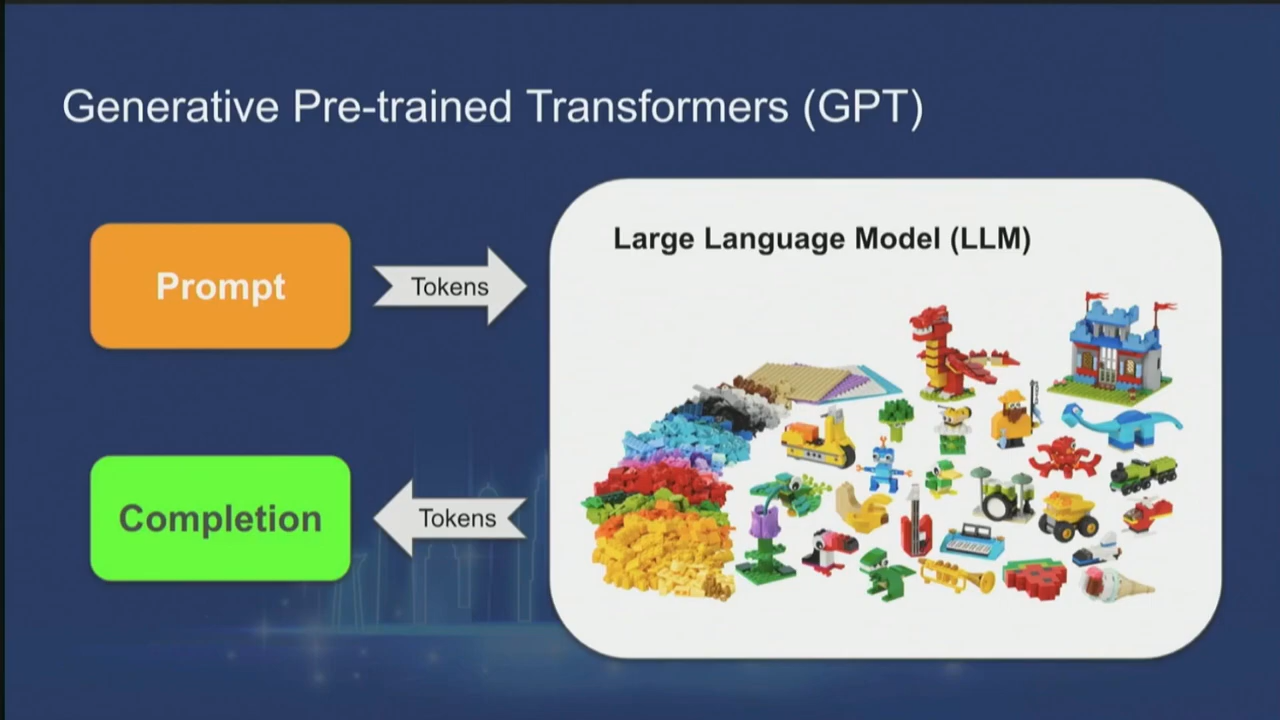 Generative Pre-trained Transformers (GPT)
Prompt
Tokens
Large Language Model (LLM)
Completion
Tokens